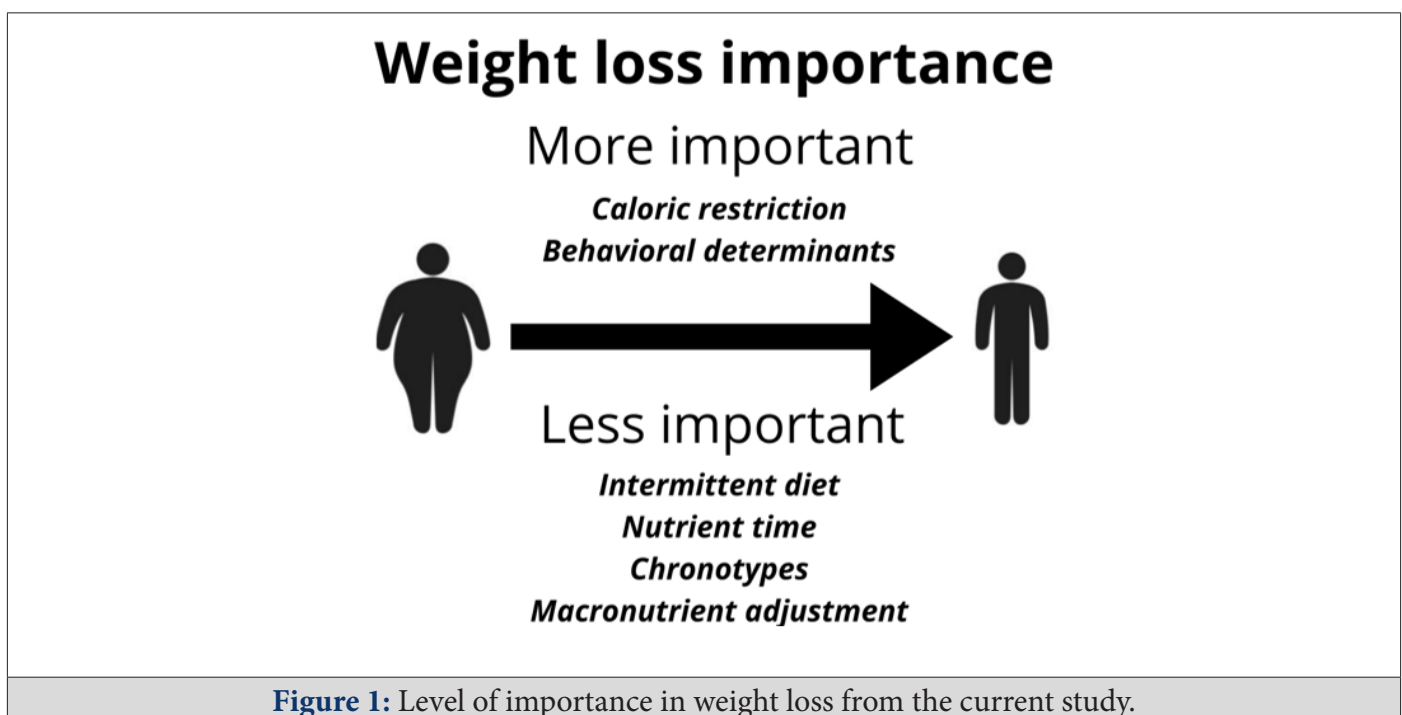 Weight loss importance
More important
Caloric restriction
Behavioral determinants
Less important
Intermittent diet
Nutrient time
Chronotypes
Macronutrient adjustment
Figure 1: Level of importance in weight loss from the current study.